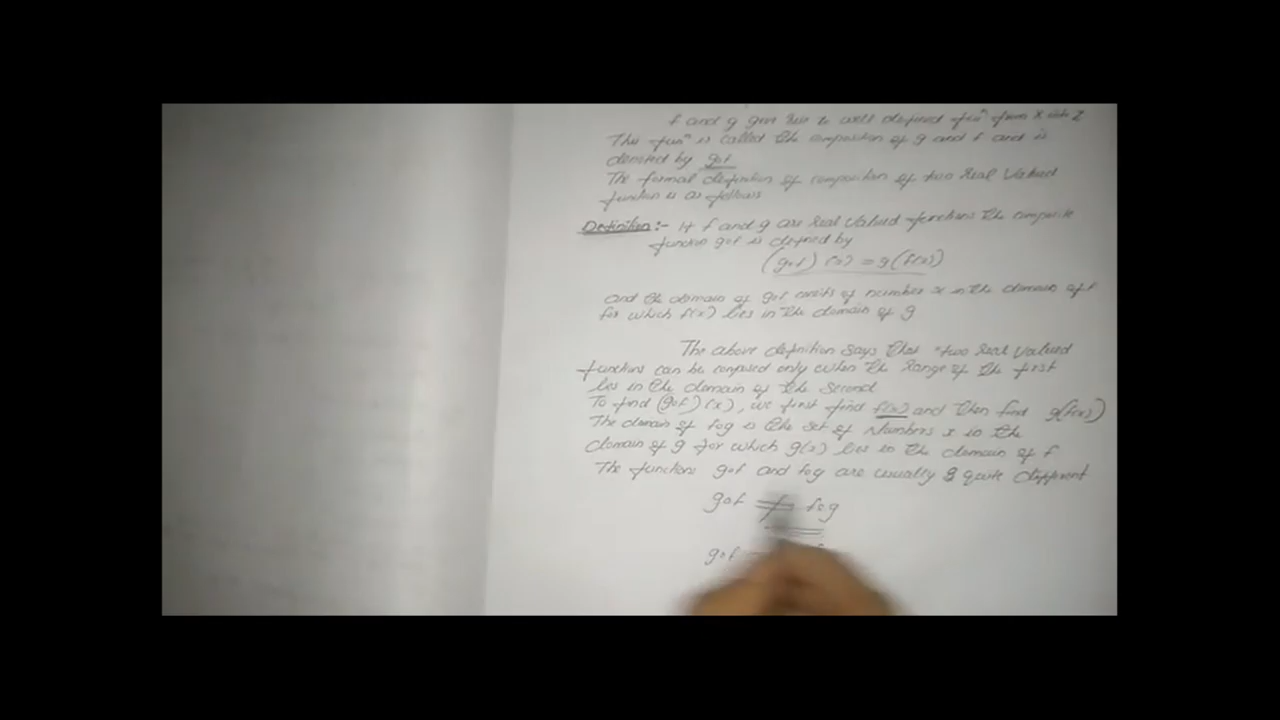 f and g give rise to well defined funⁿ from X into Z
This funⁿ is called the composition of g and f and is
denoted by gof
The formal definition of composition of two real valued
function is as follows
Definition:- If f and g are real valued functions the composite
function gof is defined by
(gof) (x) = g(f(x))
and the domain of gof of number x in the domain of f
for which f(x) lies in the domain of g
The above definition says that "two real valued
functions can be composed only when the range of the first
lies in the domain of the second
To find (gof) (x), we first find f(x) and then find g(f(x))
The domain of fog is the set of numbers x in the
domain of g for which g(x) lies in the domain of f
The functions gof and fog are usually quite different
gof ≠ fog
gof